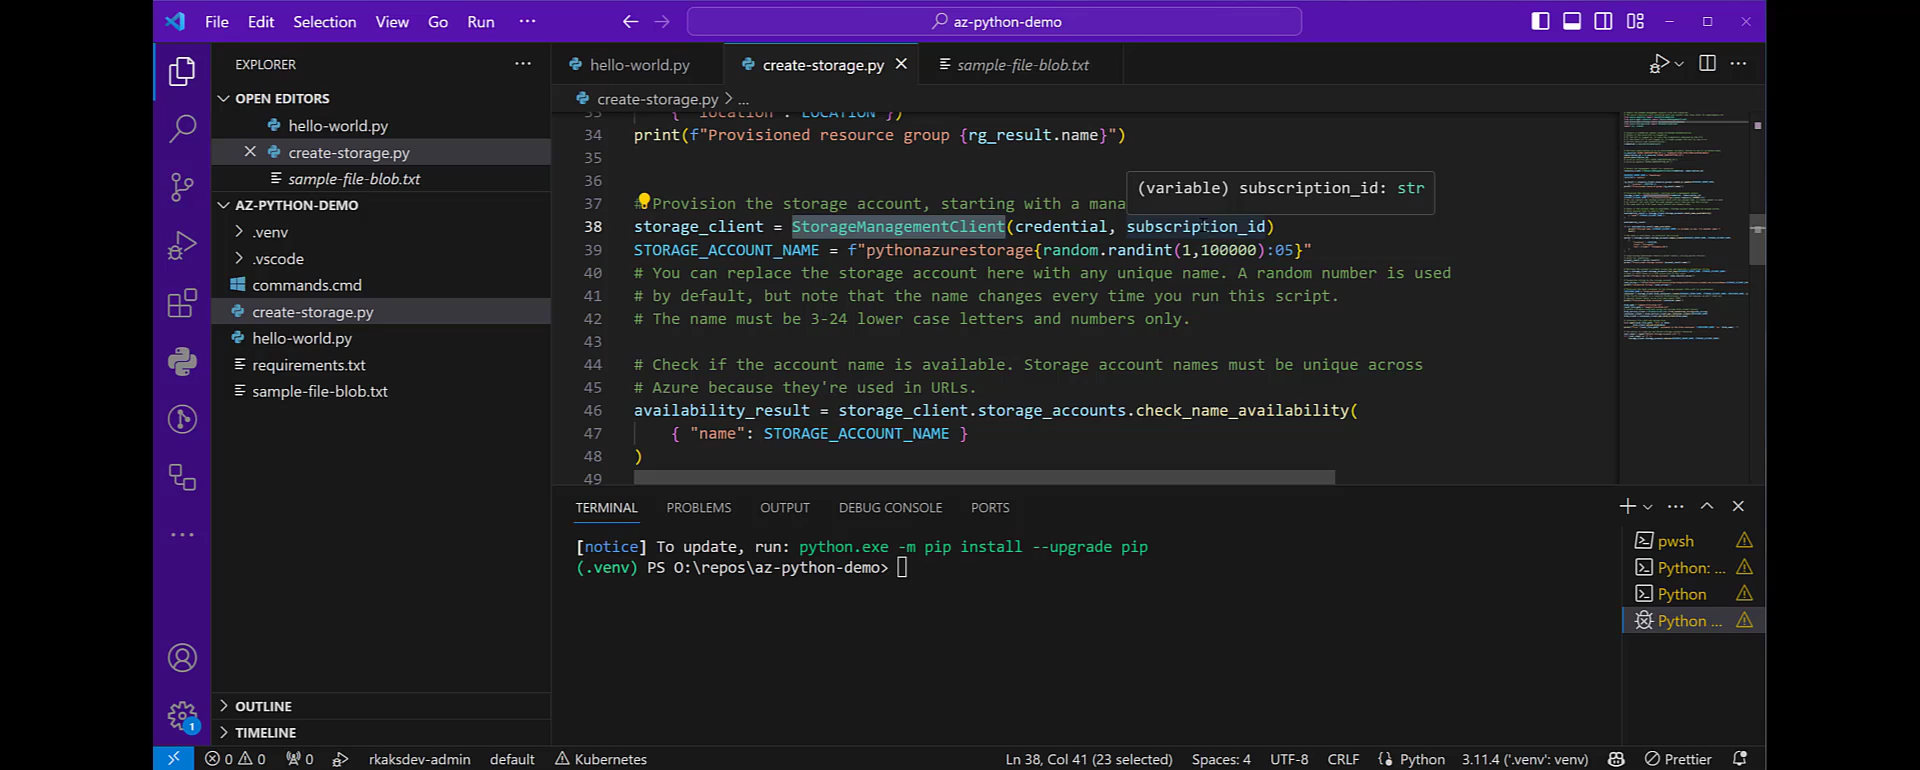 File Edit Selection View Go Run ···
az-python-demo
EXPLORER ···
OPEN EDITORS
hello-world.py
create-storage.py
sample-file-blob.txt
AZ-PYTHON-DEMO
.venv
.vscode
commands.cmd
create-storage.py
hello-world.py
requirements.txt
sample-file-blob.txt
OUTLINE
TIMELINE
hello-world.py create-storage.py sample-file-blob.txt
create-storage.py > ...
33 { "location": LOCATION })
34 print(f"Provisioned resource group {rg_result.name}")
35
36
(variable) subscription_id: str
37 # Provision the storage account, starting with a mana
38 storage_client = StorageManagementClient(credential, subscription_id)
39 STORAGE_ACCOUNT_NAME = f"pythonazurestorage{random.randint(1,100000):05}"
40 # You can replace the storage account here with any unique name. A random number is used
41 # by default, but note that the name changes every time you run this script.
42 # The name must be 3-24 lower case letters and numbers only.
43
44 # Check if the account name is available. Storage account names must be unique across
45 # Azure because they're used in URLs.
46 availability_result = storage_client.storage_accounts.check_name_availability(
47 { "name": STORAGE_ACCOUNT_NAME }
48 )
49
TERMINAL PROBLEMS OUTPUT DEBUG CONSOLE PORTS
[notice] To update, run: python.exe -m pip install --upgrade pip
(.venv) PS O:\repos\az-python-demo>
pwsh
Python: ...
Python
Python ...
1
0 0 0 rkaksdev-admin default Kubernetes Ln 38, Col 41 (23 selected) Spaces: 4 UTF-8 CRLF Python 3.11.4 ('.venv': venv) Prettier